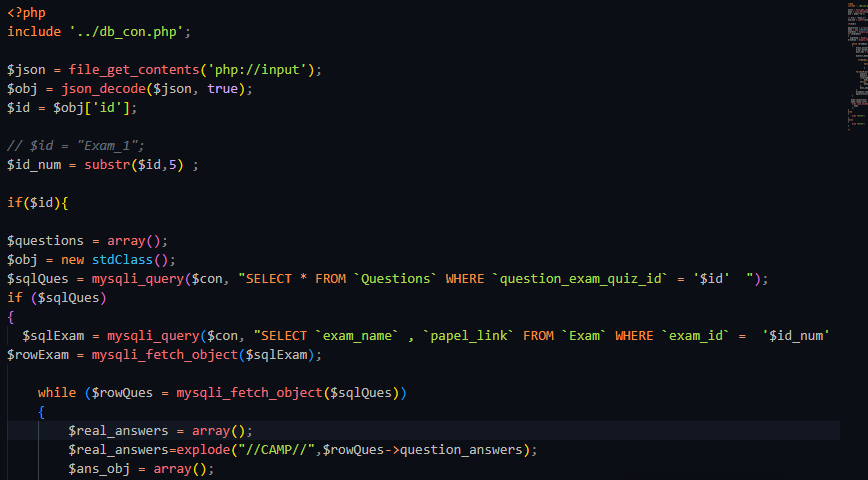 <?php
include '../db_con.php';
$json = file_get_contents('php://input');
$obj = json_decode($json, true);
$id = $obj['id'];
// $id = "Exam_1";
$id_num = substr($id,5) ;
if($id){
$questions = array();
$obj = new stdClass();
$sqlQues = mysqli_query($con, "SELECT * FROM `Questions` WHERE `question_exam_quiz_id` = '$id'  ");
if ($sqlQues)
{
$sqlExam = mysqli_query($con, "SELECT `exam_name` , `papel_link` FROM `Exam` WHERE `exam_id` =  '$id_num'
$rowExam = mysqli_fetch_object($sqlExam);
while ($rowQues = mysqli_fetch_object($sqlQues))
{
$real_answers = array();
$real_answers=explode("//CAMP//",$rowQues->question_answers);
$ans_obj = array();